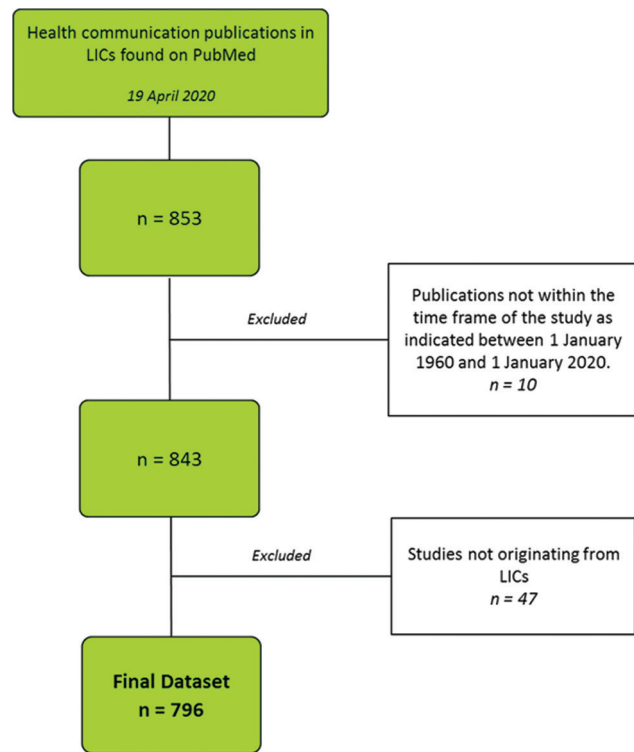 Health communication publications in
LICs found on PubMed
19 April 2020
n = 853
Excluded
Publications not within the
time frame of the study as
indicated between 1 January
1960 and 1 January 2020.
n = 10
n = 843
Excluded
Studies not originating from
LICs
n = 47
Final Dataset
n = 796